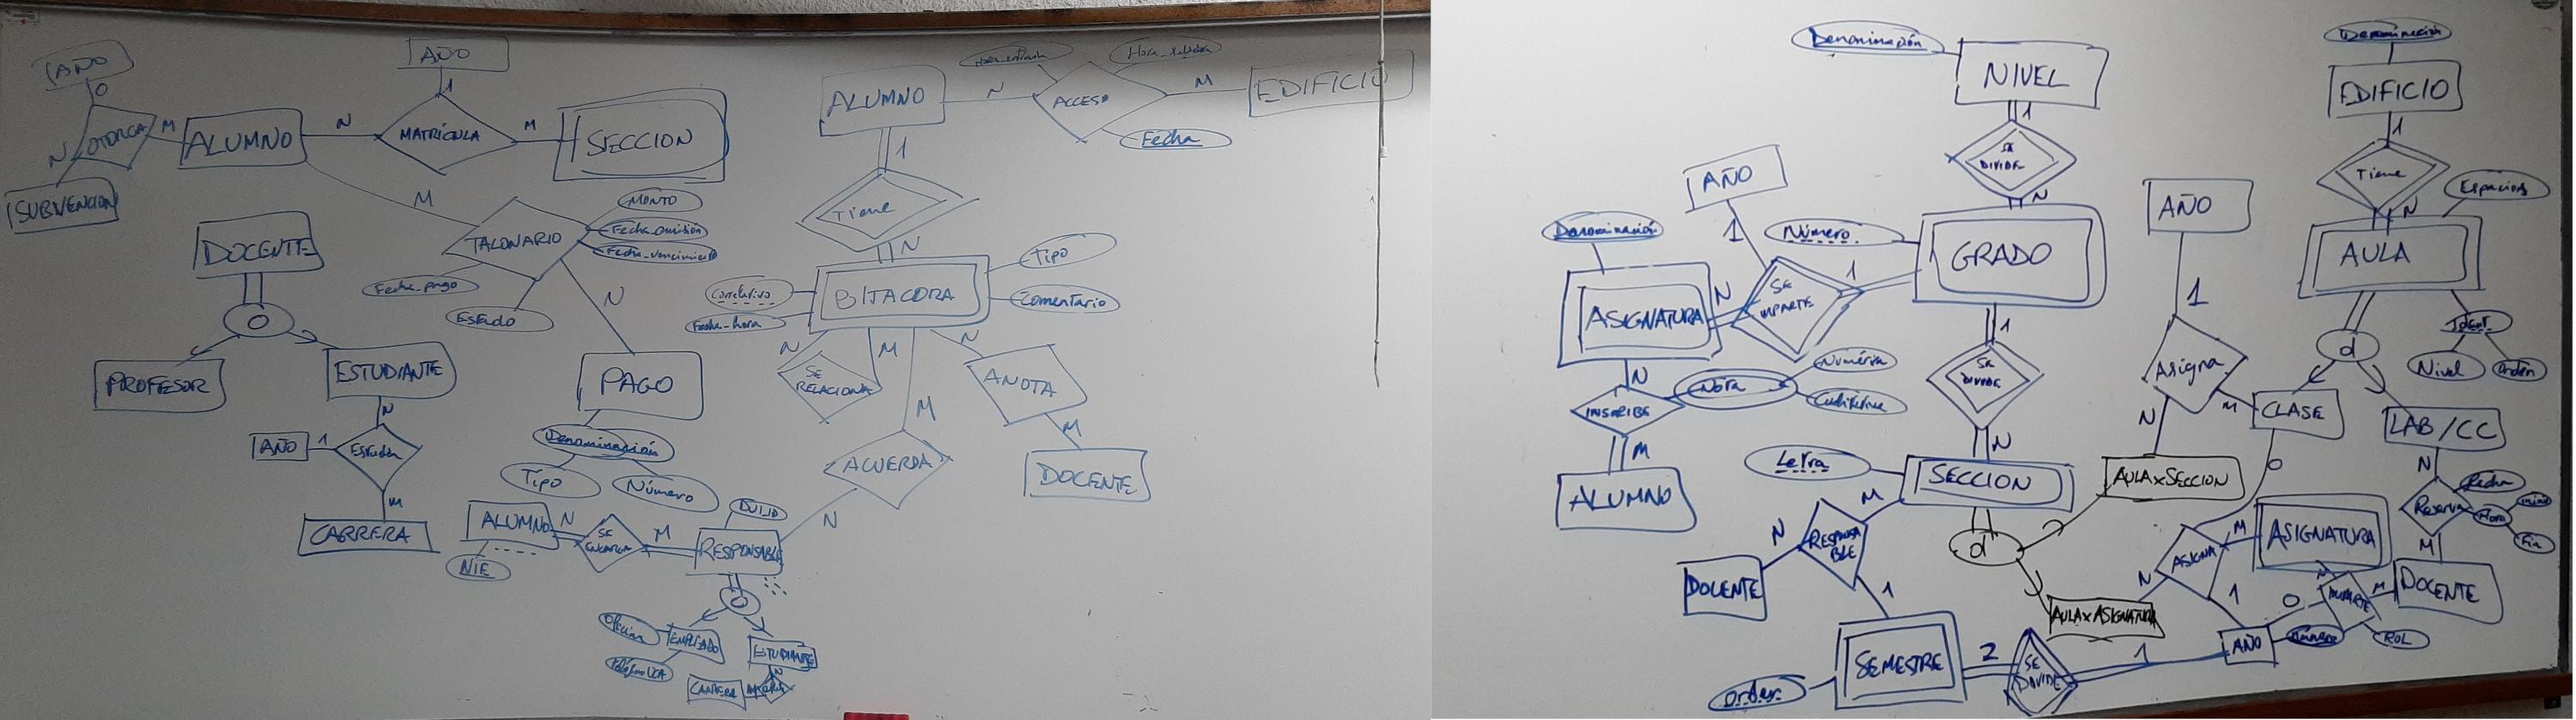 AÑO
O
OTORGA
M
N
SUBVENCION
ALUMNO
N
AÑO
1
MATRÍCULA
M
SECCION
M
TALONARIO
MONTO
Fecha_emisión
Fecha_vencimiento
Fecha_pago
Estado
N
PAGO
Denominación
Tipo
Número
DOCENTE
O
PROFESOR
ESTUDIANTE
N
AÑO
1
Estudia
M
CARRERA
ALUMNO
NIE
N
SE ENCARGA
M
RESPONSABLE
O
Oficina
EMPLEADO
Teléfono UCA
ESTUDIANTE
N
CARRERA
ALUMNO
N
Hora_entrada
Hora_salida
ACCESO
Fecha
M
EDIFICIO
1
Tiene
N
BITACORA
Correlativo
Fecha_hora
Tipo
Comentario
N
SE
RELACIONA
M
M
ACUERDA
N
N
ANOTA
M
DOCENTE
Denominación
NIVEL
1
SE
DIVIDE
N
GRADO
Número
AÑO
1
SE
IMPARTE
1
N
Denominación
ASIGNATURA
N
INSCRIBE
Nota
Numérica
Cualitativa
M
ALUMNO
1
SE
DIVIDE
N
SECCION
Letra
M
RESPONSA
BLE
N
DOCENTE
1
SEMESTRE
Orden
2
SE
DIVIDE
1
AÑO
Número
d
AULAxSECCION
AULAxASIGNATURA
AÑO
1
Asigna
N
M
CLASE
O
Denominación
EDIFICIO
1
Tiene
N
AULA
Espacios
Ident.
Nivel
Orden
d
LAB/CC
N
Reserva
Fecha
Hora
inicio
Fin
M
DOCENTE
ASIGNATURA
M
ASIGNA
N
1
M
IMPARTE
M
O
ROL